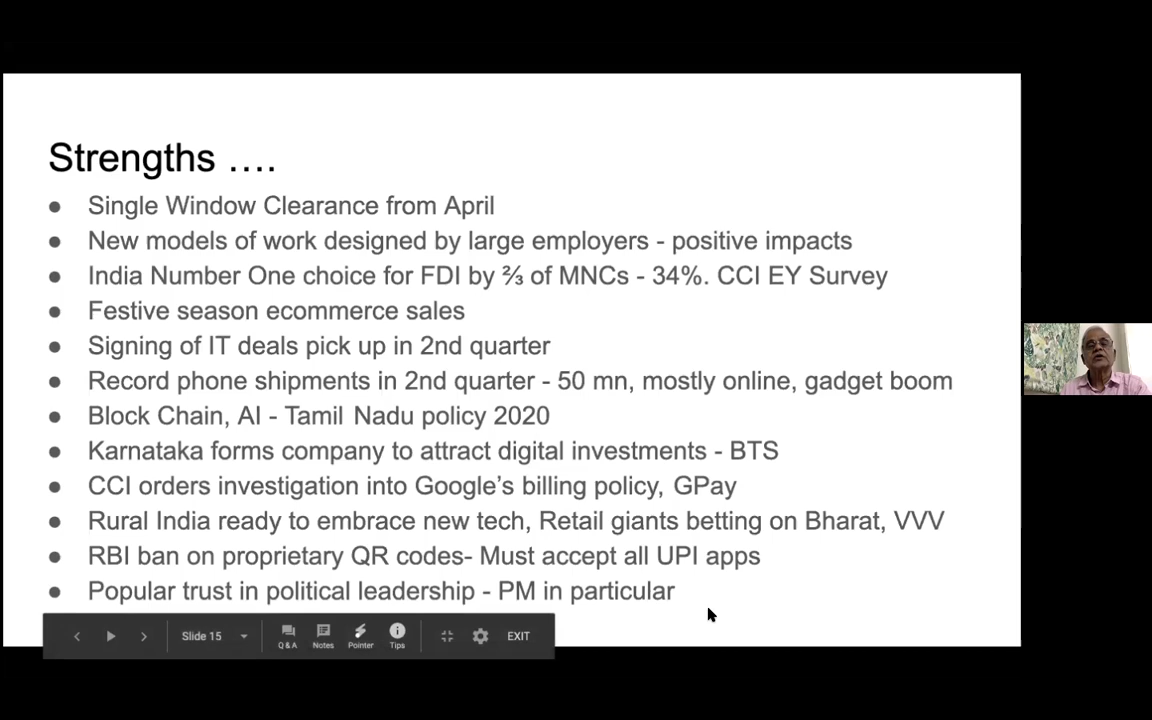 Strengths ….
● Single Window Clearance from April
● New models of work designed by large employers - positive impacts
● India Number One choice for FDI by ⅔ of MNCs - 34%. CCI EY Survey
● Festive season ecommerce sales
● Signing of IT deals pick up in 2nd quarter
● Record phone shipments in 2nd quarter - 50 mn, mostly online, gadget boom
● Block Chain, AI - Tamil Nadu policy 2020
● Karnataka forms company to attract digital investments - BTS
● CCI orders investigation into Google’s billing policy, GPay
● Rural India ready to embrace new tech, Retail giants betting on Bharat, VVV
● RBI ban on proprietary QR codes- Must accept all UPI apps
● Popular trust in political leadership - PM in particular
Slide 15 Q & A Notes Pointer Tips EXIT